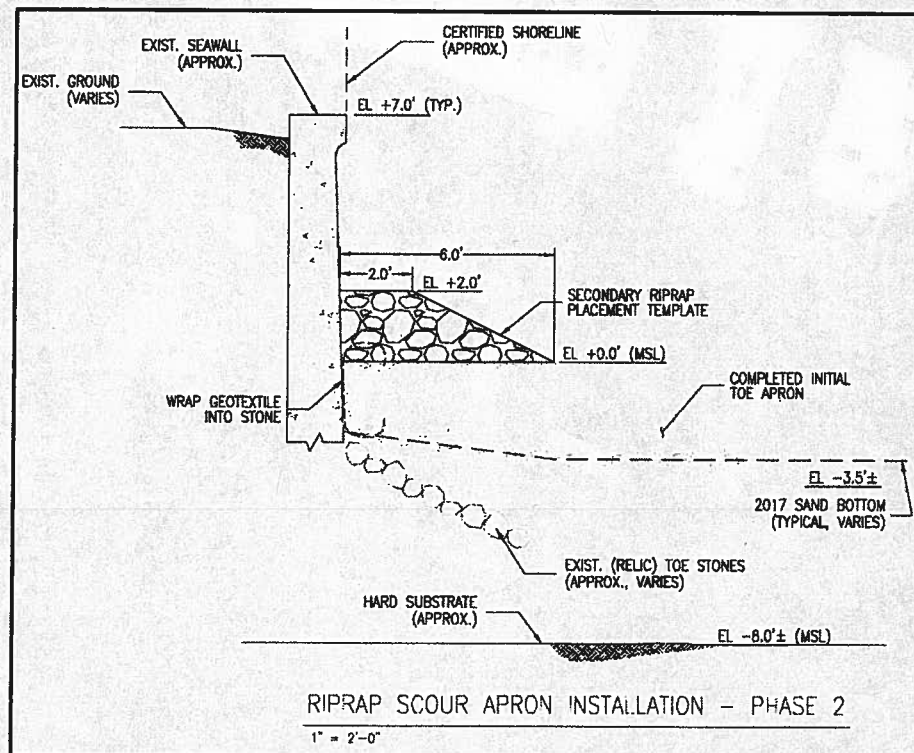 CERTIFIED SHORELINE
(APPROX.)
EXIST. SEAWALL
(APPROX.)
EXIST. GROUND
(VARIES)
EL +7.0' (TYP.)
6.0'
2.0'
EL +2.0'
SECONDARY RIPRAP
PLACEMENT TEMPLATE
EL +0.0' (MSL)
COMPLETED INITIAL
TOE APRON
WRAP GEOTEXTILE
INTO STONE
EL -3.5'±
2017 SAND BOTTOM
(TYPICAL, VARIES)
EXIST. (RELIC) TOE STONES
(APPROX., VARIES)
HARD SUBSTRATE
(APPROX.)
EL -8.0'± (MSL)
RIPRAP SCOUR APRON INSTALLATION - PHASE 2
1" = 2'-0"